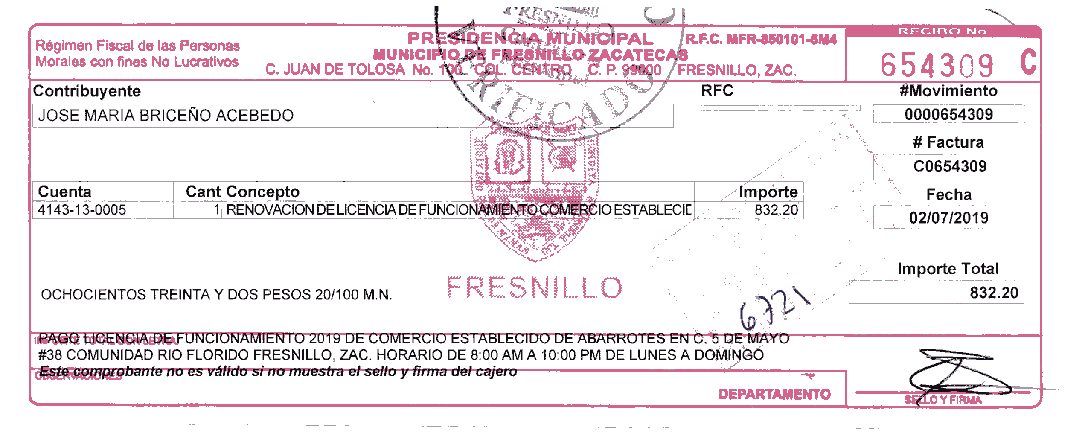 FRESNILLO
VERIFICADO C
PRESIDENCIA MUNICIPAL
R.F.C. MFR-850101-5M4
RECIBO No
Régimen Fiscal de las Personas
Morales con fines No Lucrativos
MUNICIPIO DE FRESNILLO ZACATECAS
C. JUAN DE TOLOSA No. 100 COL. CENTRO C. P. 99000 FRESNILLO, ZAC.
654309 C
Contribuyente
RFC
#Movimiento
JOSE MARIA BRICEÑO ACEBEDO
0000654309
# Factura
C0654309
Cuenta Cant Concepto Importe
Fecha
4143-13-0005 1 RENOVACION DE LICENCIA DE FUNCIONAMIENTO COMERCIO ESTABLECID 832.20
02/07/2019
Importe Total
FRESNILLO
OCHOCIENTOS TREINTA Y DOS PESOS 20/100 M.N.
832.20
6721
PAGO LICENCIA DE FUNCIONAMIENTO 2019 DE COMERCIO ESTABLECIDO DE ABARROTES EN C. 5 DE MAYO
#38 COMUNIDAD RIO FLORIDO FRESNILLO, ZAC. HORARIO DE 8:00 AM A 10:00 PM DE LUNES A DOMINGO
Este comprobante no es válido si no muestra el sello y firma del cajero
OBSERVACIONES
DEPARTAMENTO
SELLO Y FIRMA